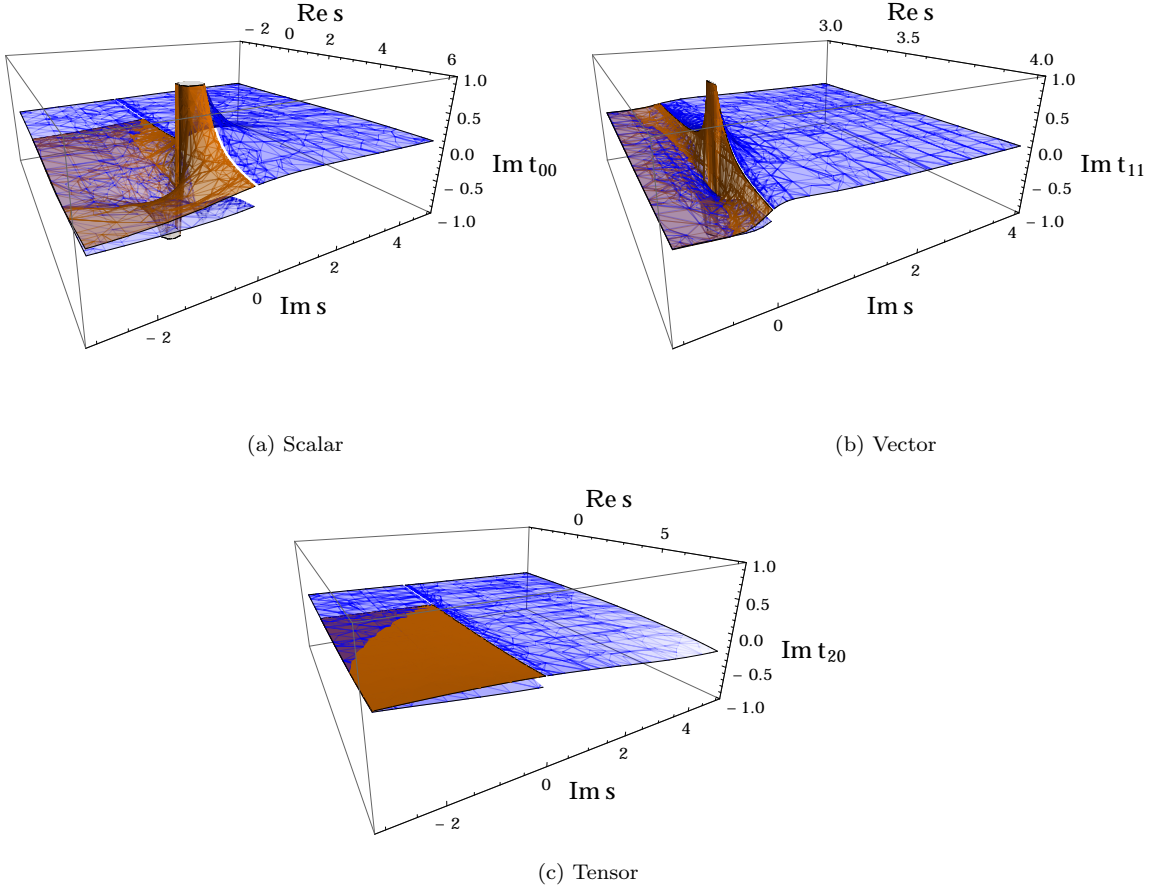 Re s
− 2 0 2 4 6
1.0
0.5
0.0
− 0.5
− 1.0
Im t00
− 2 0 2 4
Im s
(a) Scalar
Re s
3.0 3.5 4.0
1.0
0.5
0.0
− 0.5
− 1.0
Im t11
0 2 4
Im s
(b) Vector
Re s
0 5
1.0
0.5
0.0
− 0.5
− 1.0
Im t20
− 2 0 2 4
Im s
(c) Tensor